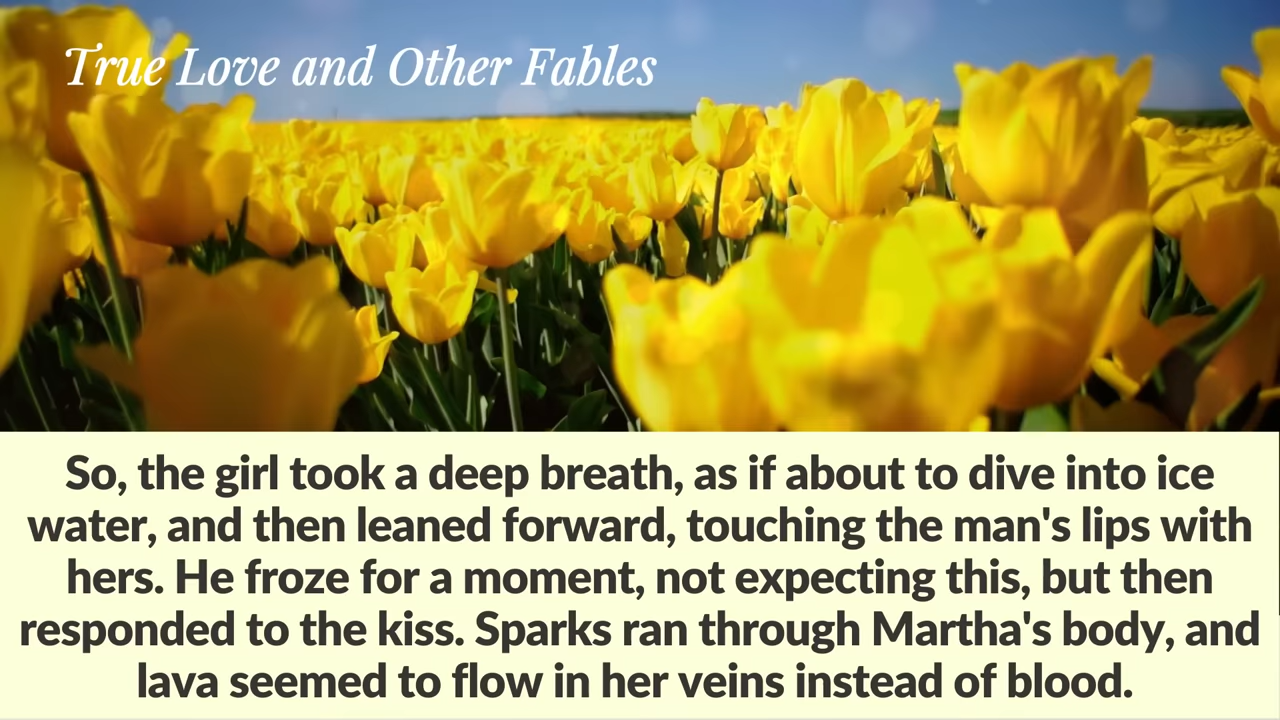 True Love and Other Fables
So, the girl took a deep breath, as if about to dive into ice
water, and then leaned forward, touching the man's lips with
hers. He froze for a moment, not expecting this, but then
responded to the kiss. Sparks ran through Martha's body, and
lava seemed to flow in her veins instead of blood.